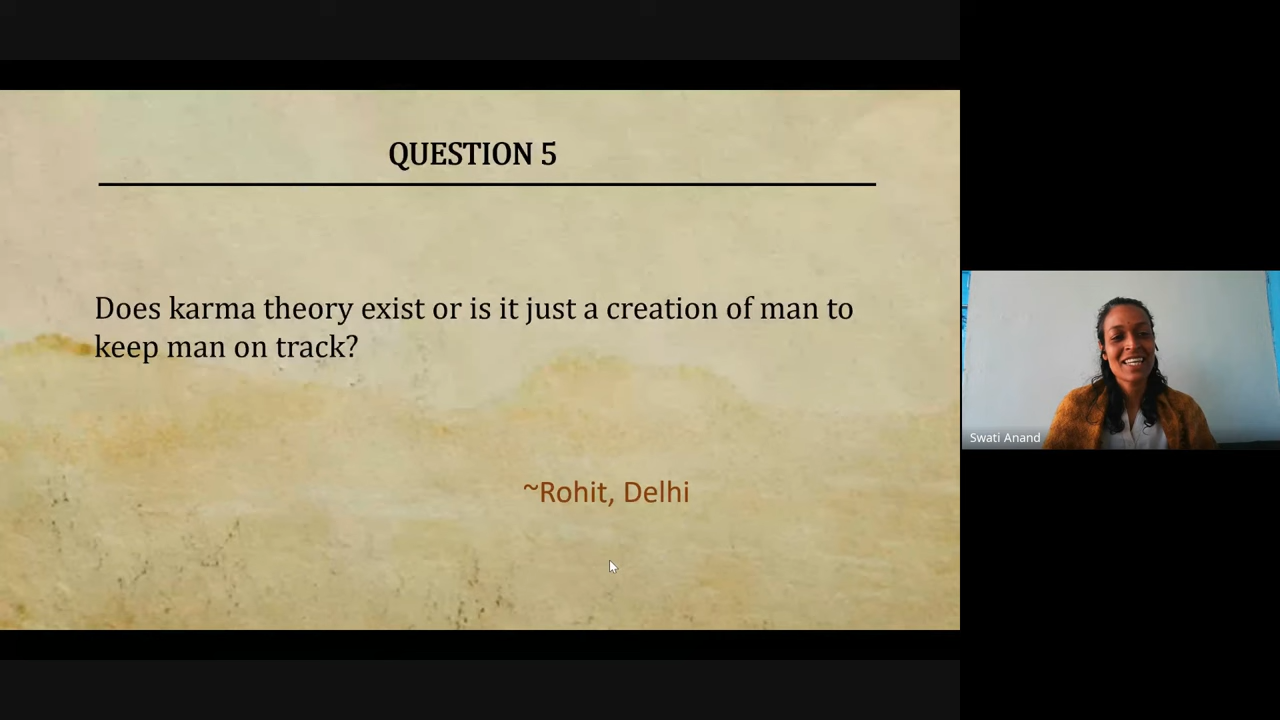 QUESTION 5
Does karma theory exist or is it just a creation of man to
keep man on track?
~Rohit, Delhi
Swati Anand